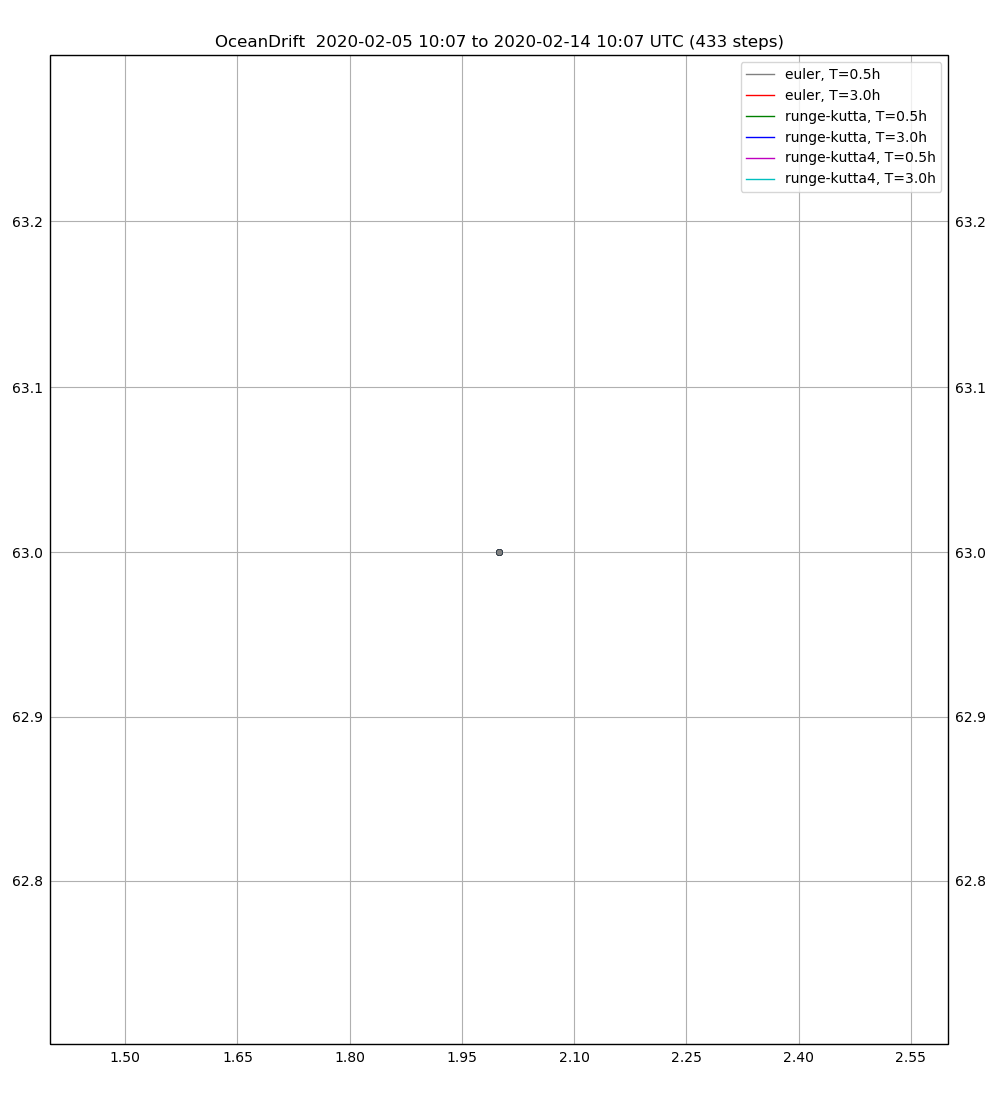 OceanDrift  2020-02-05 10:07 to 2020-02-14 10:07 UTC (433 steps)
euler, T=0.5h
euler, T=3.0h
runge-kutta, T=0.5h
runge-kutta, T=3.0h
runge-kutta4, T=0.5h
runge-kutta4, T=3.0h
63.2 63.2
63.1 63.1
63.0 63.0
62.9 62.9
62.8 62.8
1.50 1.65 1.80 1.95 2.10 2.25 2.40 2.55